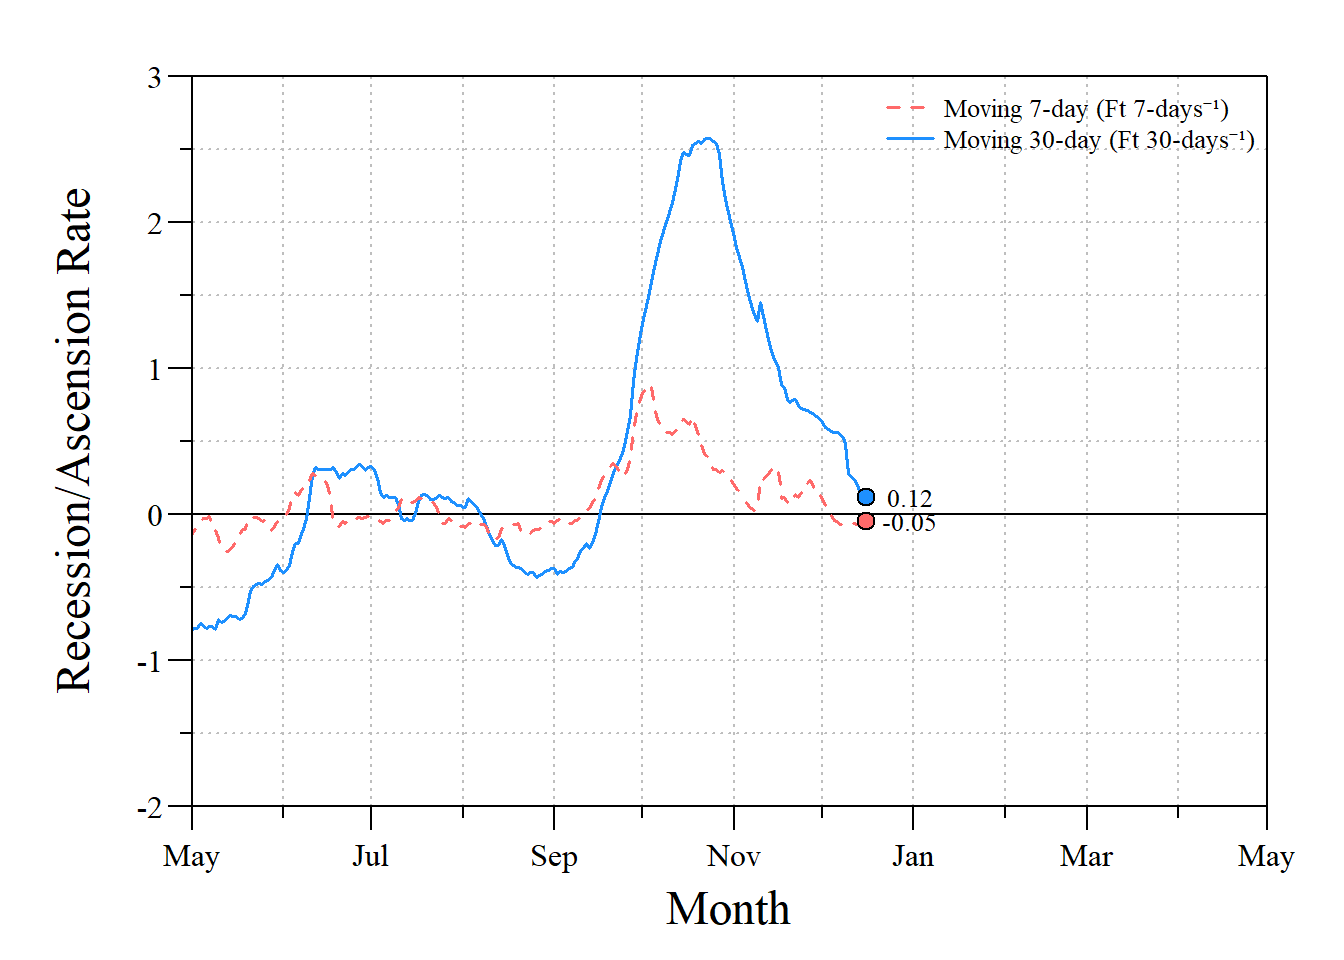 3
2
1
0
-1
-2
Recession/Ascension Rate
Moving 7-day (Ft 7-days⁻¹)
Moving 30-day (Ft 30-days⁻¹)
0.12
-0.05
May Jul Sep Nov Jan Mar May
Month